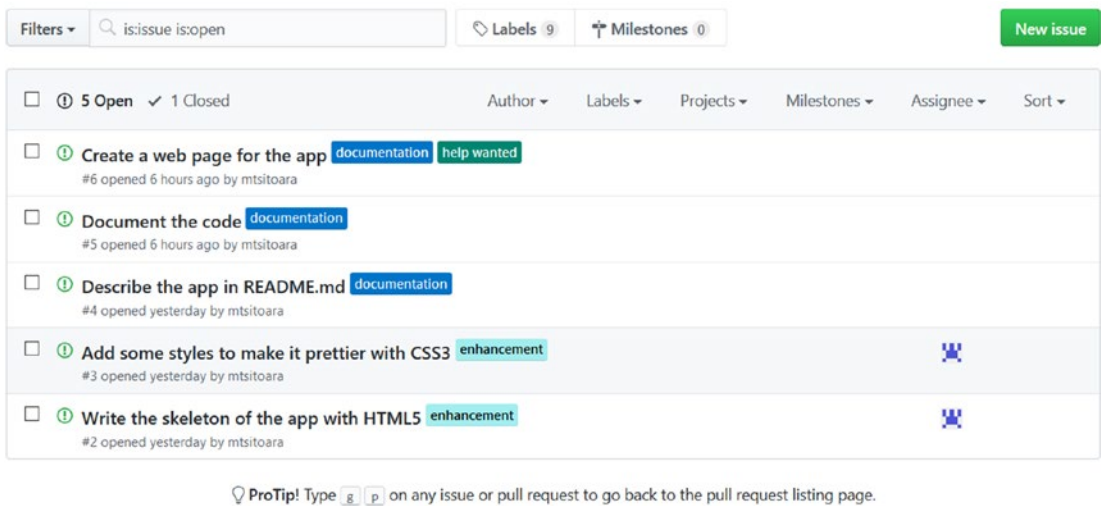 Filters is:issue is:open Labels 9 Milestones 0 New issue
5 Open 1 Closed Author Labels Projects Milestones Assignee Sort
Create a web page for the app documentation help wanted
#6 opened 6 hours ago by mtsitoara
Document the code documentation
#5 opened 6 hours ago by mtsitoara
Describe the app in README.md documentation
#4 opened yesterday by mtsitoara
Add some styles to make it prettier with CSS3 enhancement
#3 opened yesterday by mtsitoara
Write the skeleton of the app with HTML5 enhancement
#2 opened yesterday by mtsitoara
ProTip! Type g p on any issue or pull request to go back to the pull request listing page.